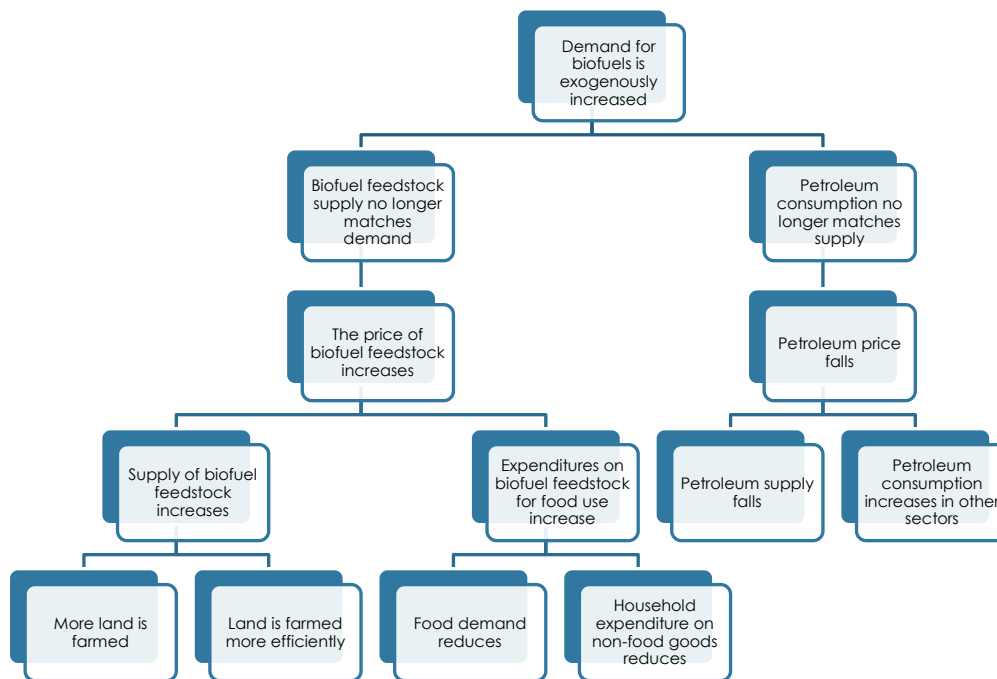 Demand for
biofuels is
exogenously
increased
Biofuel feedstock
supply no longer
matches
demand
Petroleum
consumption no
longer matches
supply
The price of
biofuel feedstock
increases
Petroleum price
falls
Supply of biofuel
feedstock
increases
Expenditures on
biofuel feedstock
for food use
increase
Petroleum supply
falls
Petroleum
consumption
increases in other
sectors
More land is
farmed
Land is farmed
more efficiently
Food demand
reduces
Household
expenditure on
non-food goods
reduces